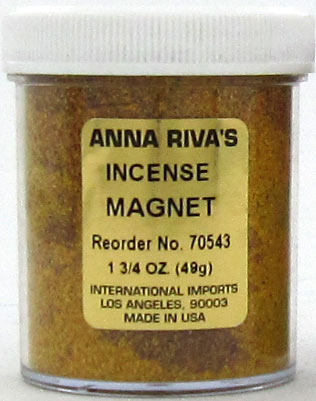 ANNA RIVA'S
INCENSE
MAGNET
Reorder No. 70543
1 3/4 OZ. (49g)
INTERNATIONAL IMPORTS
LOS ANGELES, 90003
MADE IN USA